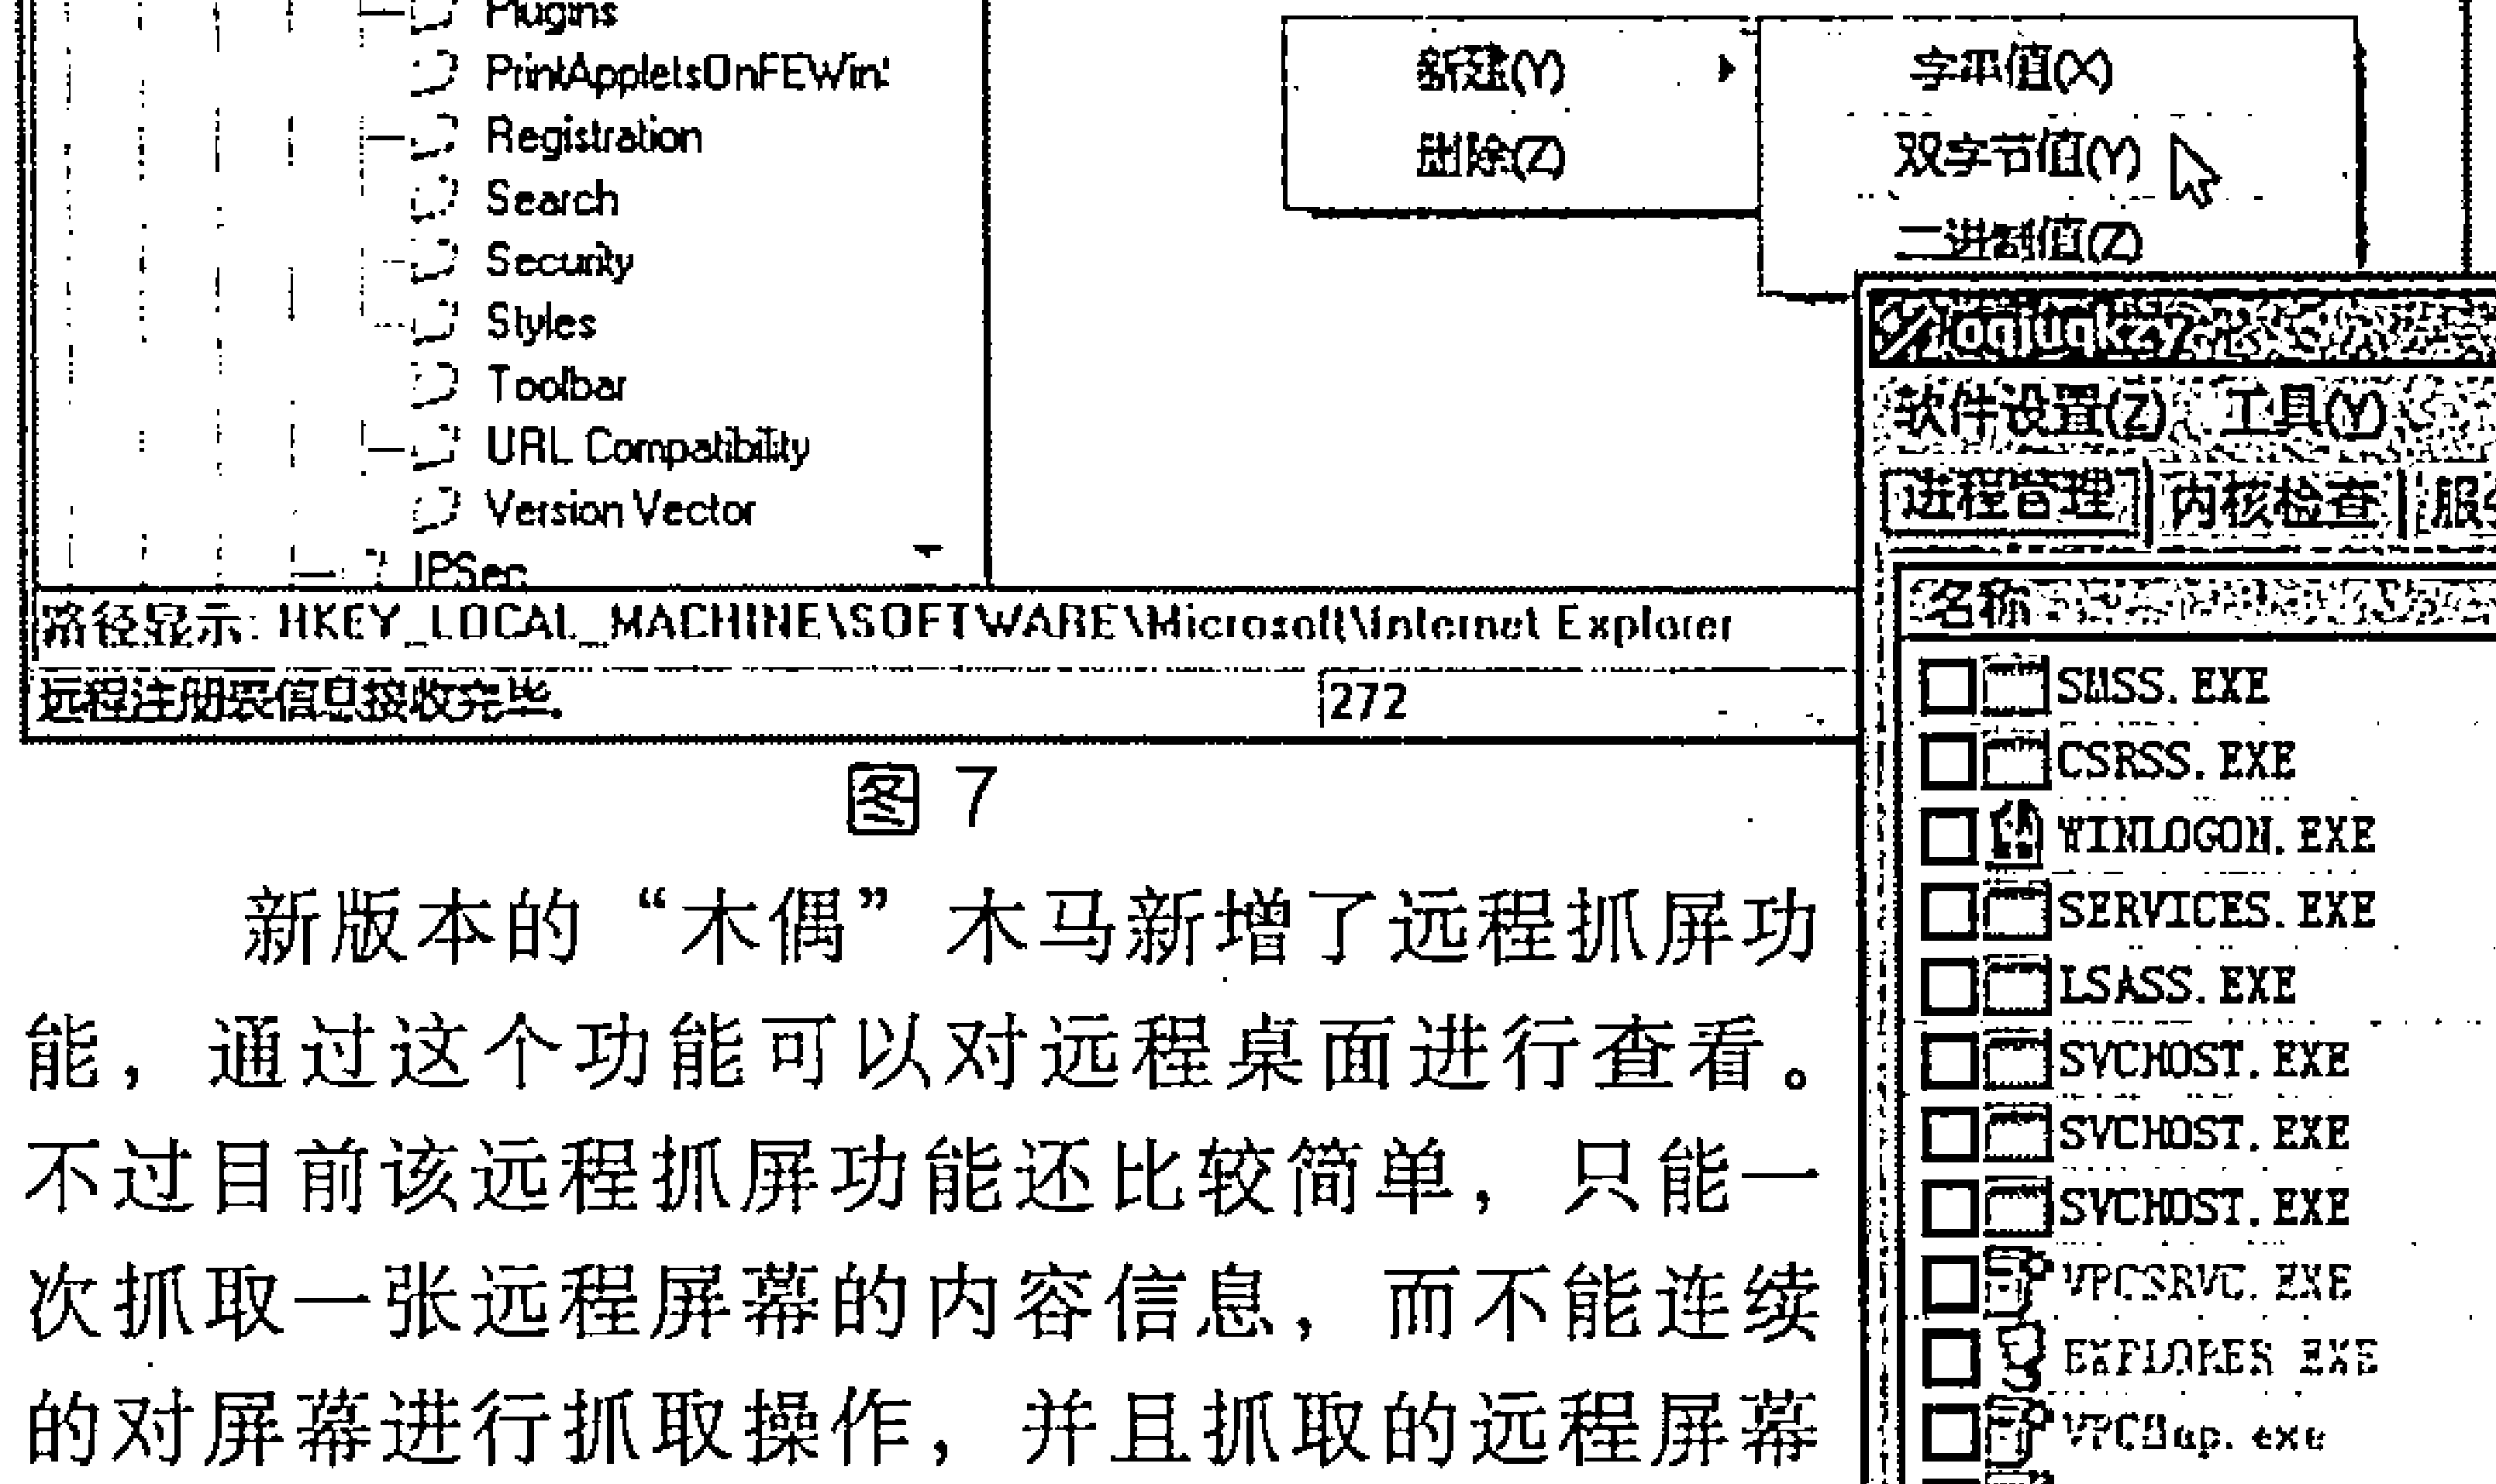 Plugins
PrintAppletsOnFEWin
Registration
Search
Security
Styles
Toolbar
URL Compatibility
Version Vector
IPSec
新建(Y)
删除(Z)
字串值(X)
双字节值(Y)
二进制值(Z)
路径显示: HKEY_LOCAL_MACHINE\SOFTWARE\Microsoft\Internet Explorer
远程注册表信息接收完毕. 272
图 7
新版本的“木偶”木马新增了远程抓屏功
能，通过这个功能可以对远程桌面进行查看。
不过目前该远程抓屏功能还比较简单，只能一
次抓取一张远程屏幕的内容信息，而不能连续
的对屏幕进行抓取操作，并且抓取的远程屏幕
软件设置(Z) 工具(Y)
进程管理 内核检查 服
名称
SMSS.EXE
CSRSS.EXE
WINLOGON.EXE
SERVICES.EXE
LSASS.EXE
SVCHOST.EXE
SVCHOST.EXE
SVCHOST.EXE
VPCSRVC.EXE
EXPLORER.EXE